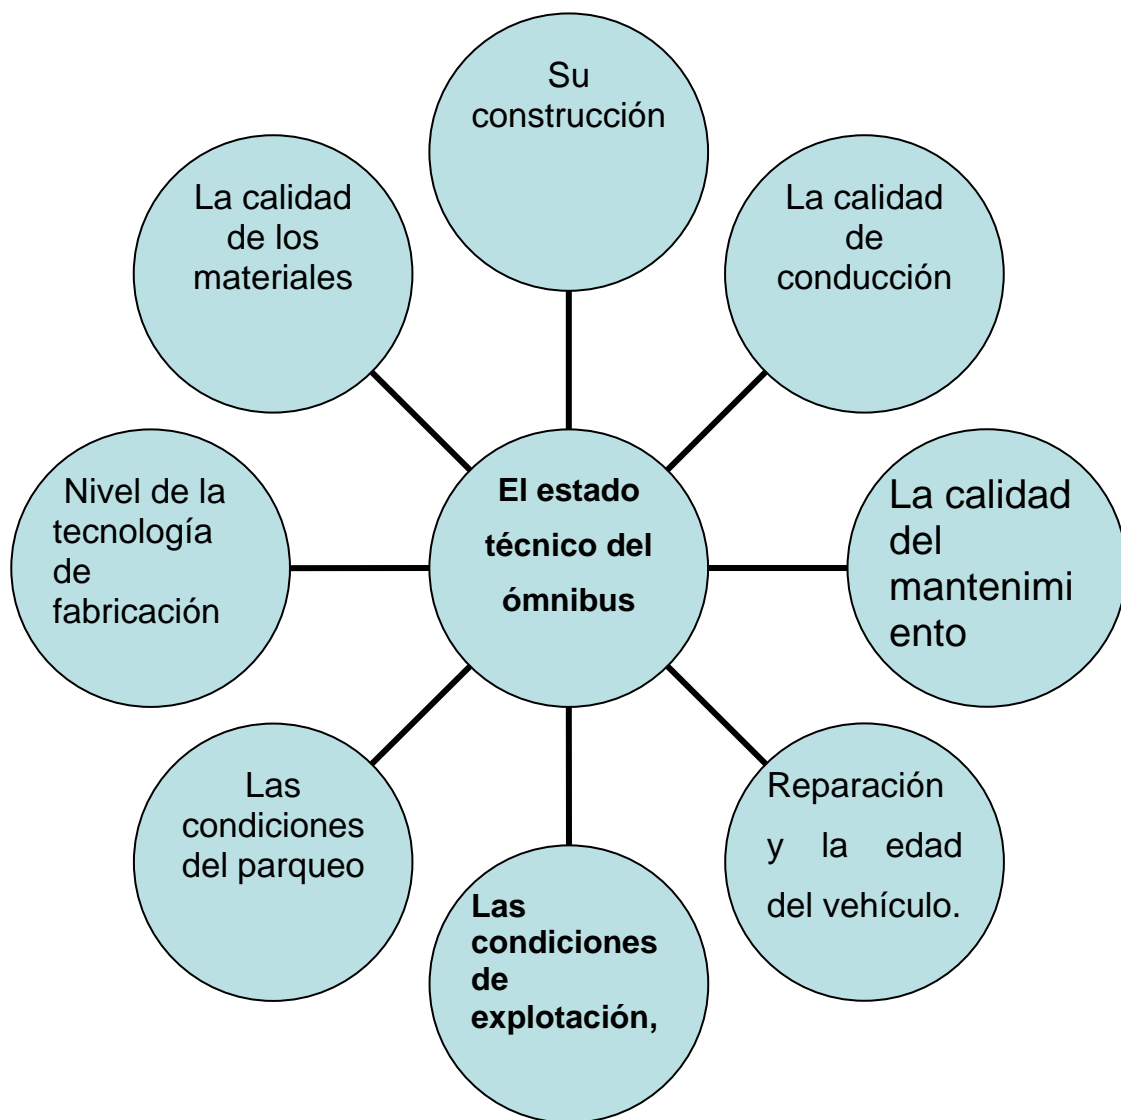 Su
construcción
La calidad
de los
materiales
La calidad
de
conducción
El estado
técnico del
ómnibus
Nivel de la
tecnología
de
fabricación
La calidad
del
mantenimi
ento
Las
condiciones
del parqueo
Reparación
y la edad
del vehículo.
Las
condiciones
de
explotación,